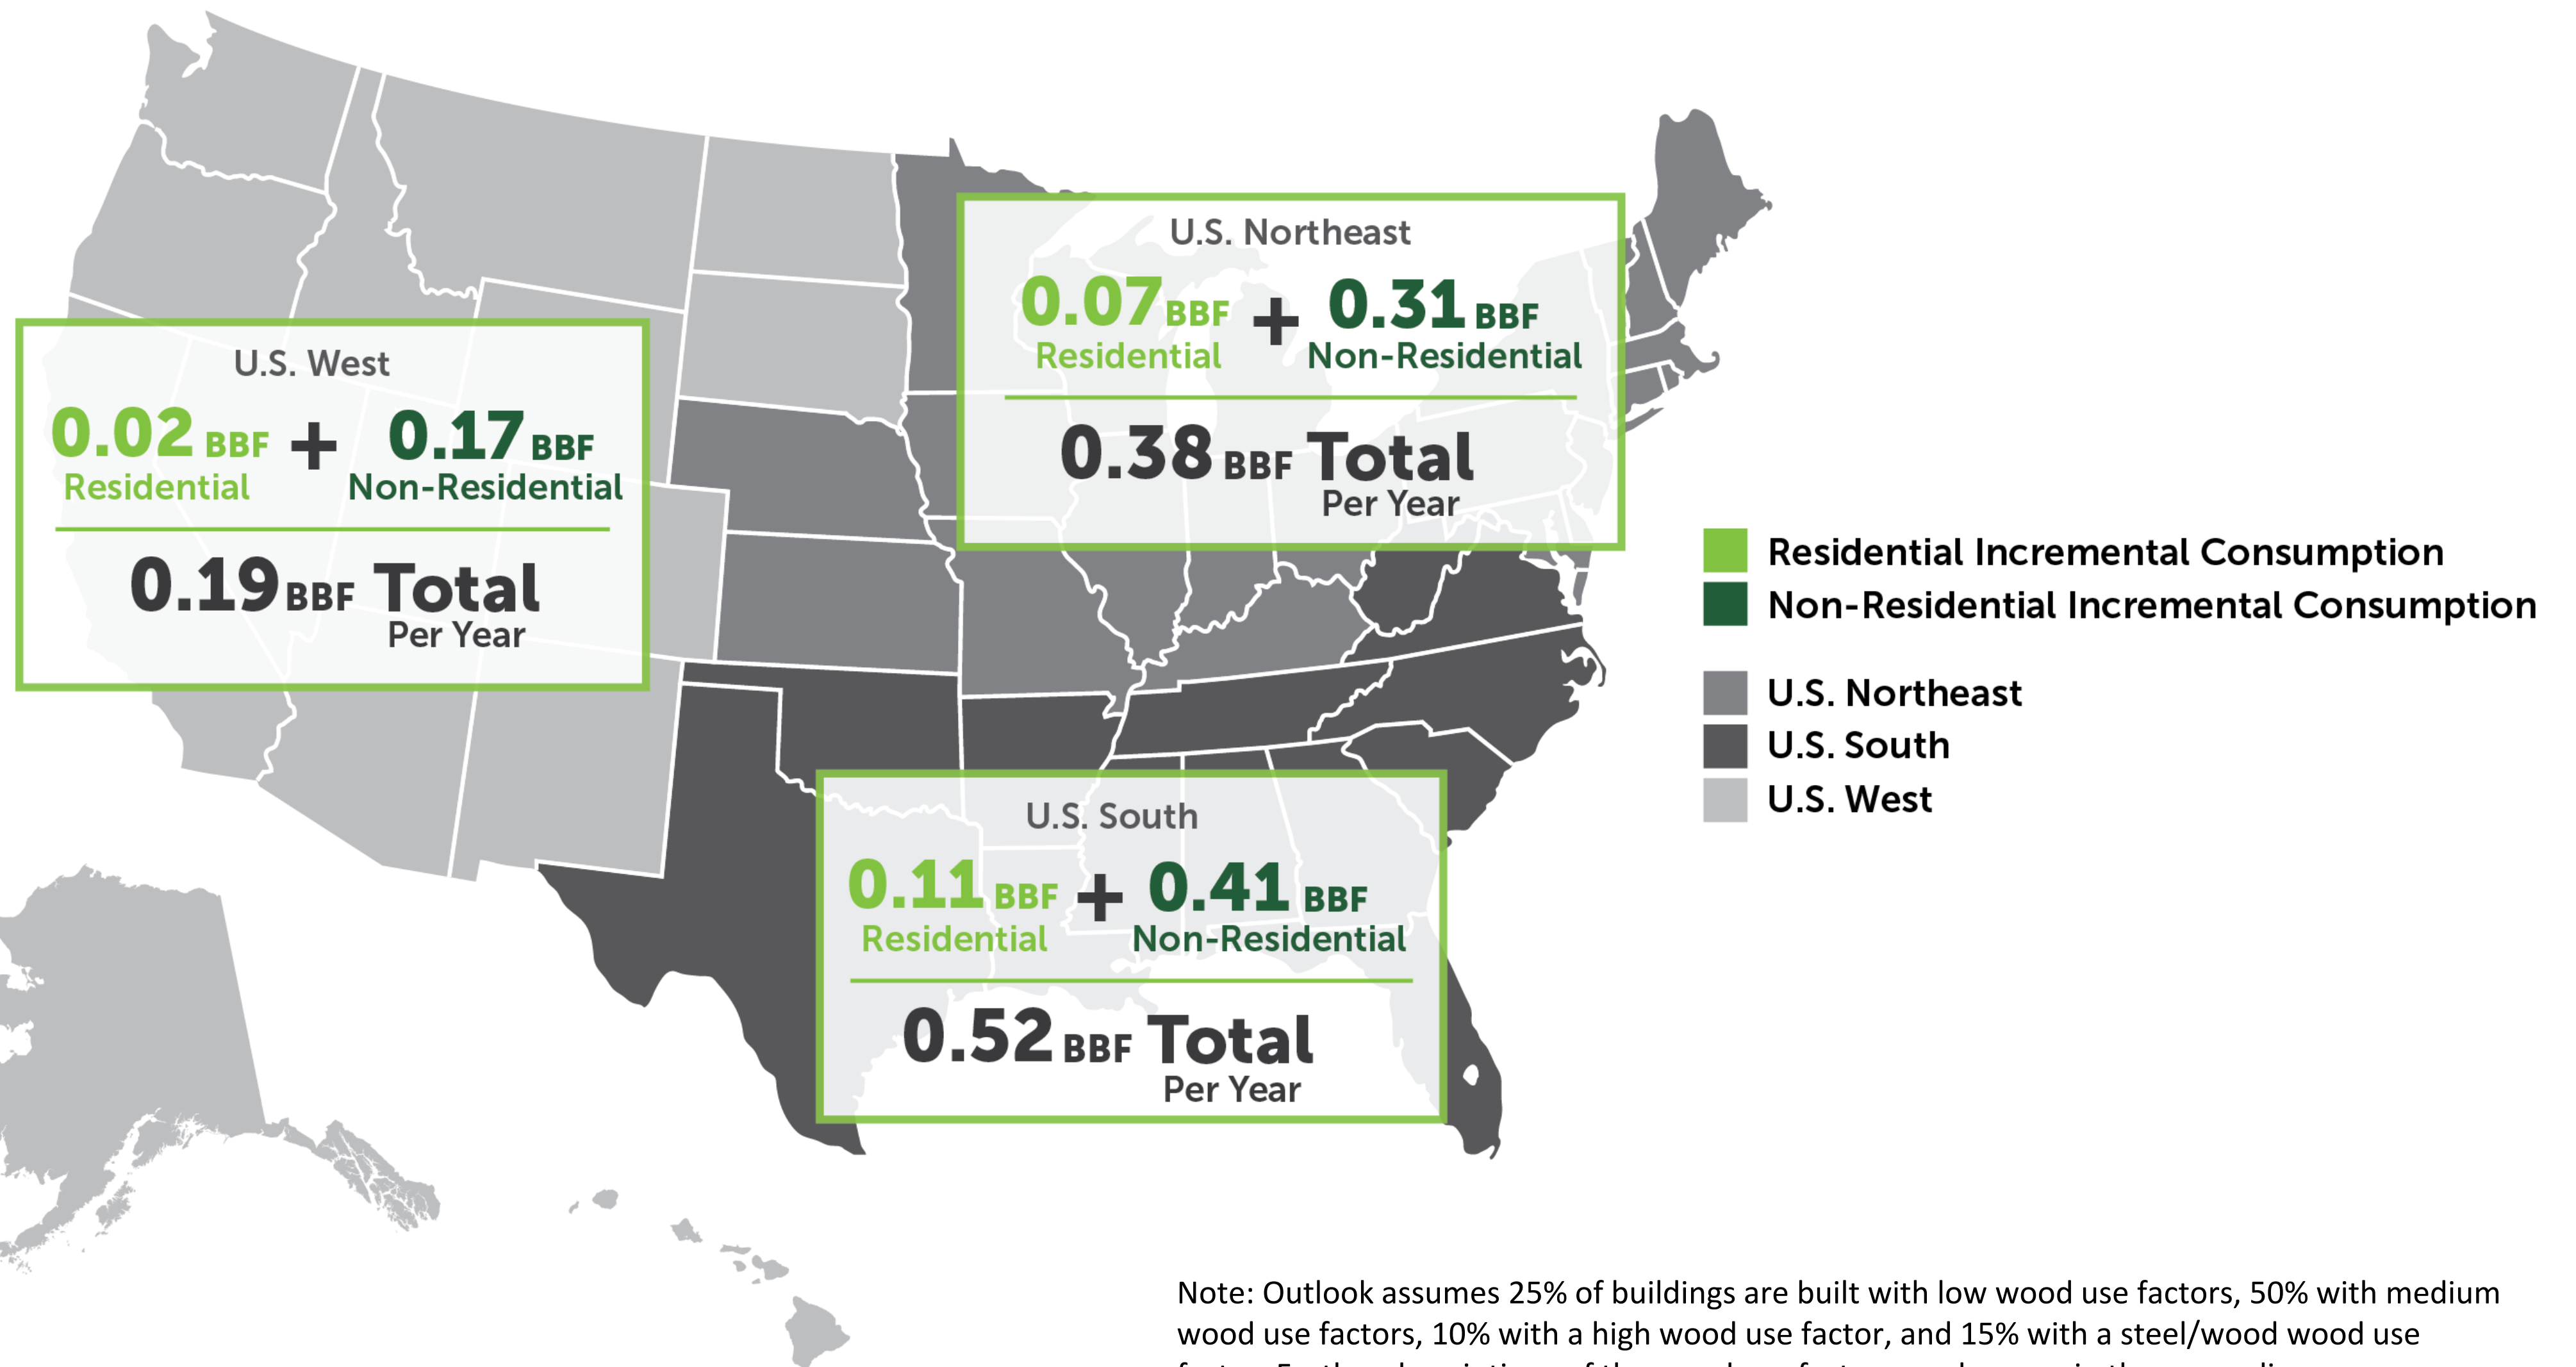 U.S. Northeast
0.07 BBF + 0.31 BBF
Residential Non-Residential
0.38 BBF Total
Per Year
U.S. West
0.02 BBF + 0.17 BBF
Residential Non-Residential
0.19 BBF Total
Per Year
U.S. South
0.11 BBF + 0.41 BBF
Residential Non-Residential
0.52 BBF Total
Per Year
Residential Incremental Consumption
Non-Residential Incremental Consumption
U.S. Northeast
U.S. South
U.S. West
Note: Outlook assumes 25% of buildings are built with low wood use factors, 50% with medium
wood use factors, 10% with a high wood use factor, and 15% with a steel/wood wood use